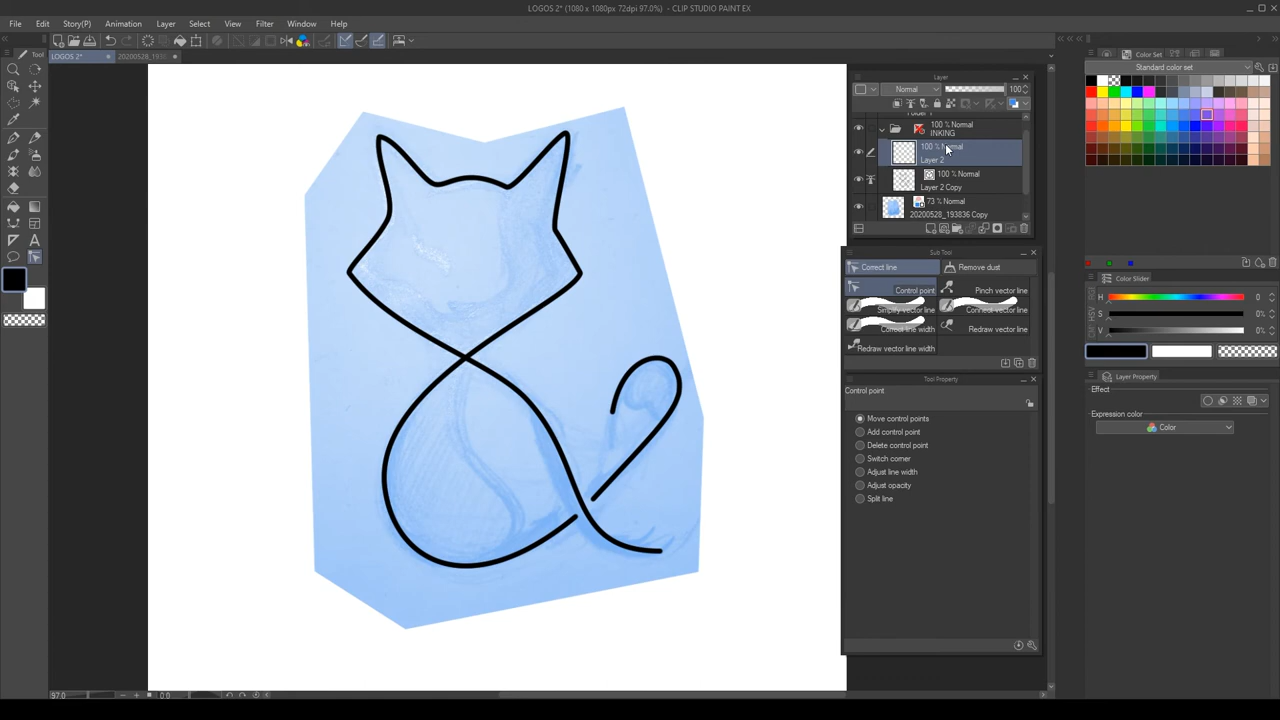 LOGOS 2* (1080 x 1080px 72dpi 97.0%) - CLIP STUDIO PAINT EX
File Edit Story(P) Animation Layer Select View Filter Window Help
Tool
LOGOS 2*
20200528_193
Layer
Normal 100
100 % Normal
INKING
100 % Normal
Layer 2
100 % Normal
Layer 2 Copy
73 % Normal
20200528_193836 Copy
Sub Tool
Correct line Remove dust
Control point Pinch vector line
Simplify vector line Connect vector line
Correct line width Redraw vector line
Redraw vector line width
Tool Property
Control point
Move control points
Add control point
Delete control point
Switch corner
Adjust line width
Adjust opacity
Split line
Color Set
Standard color set
Color Slider
H 0
S 0%
V 0%
Layer Property
Effect
Expression color
Color
97.0 0.0